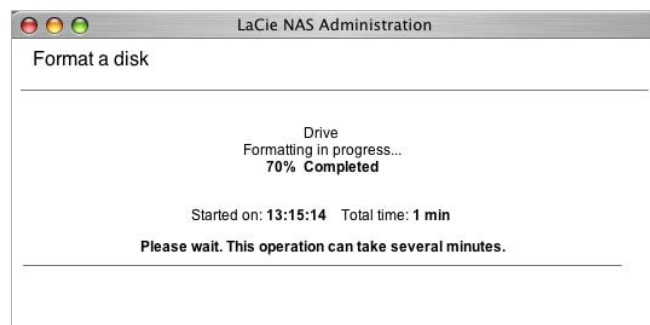 LaCie NAS Administration
Format a disk
Drive
Formatting in progress...
70% Completed
Started on: 13:15:14 Total time: 1 min
Please wait. This operation can take several minutes.